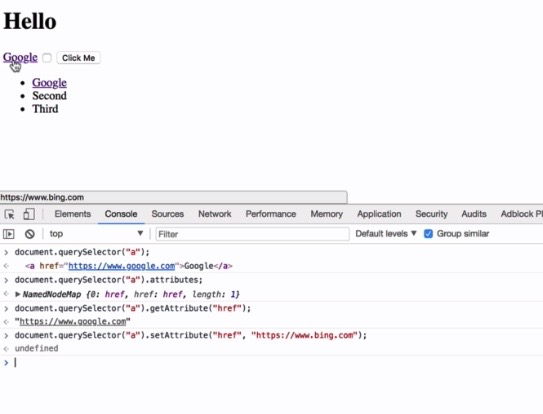 Hello
Google Click Me
Google
Second
Third
https://www.bing.com
Elements Console Sources Network Performance Memory Application Security Audits Adblock Pl
top Filter Default levels Group similar
document.querySelector("a");
<a href="https://www.google.com">Google</a>
document.querySelector("a").attributes;
NamedNodeMap {0: href, href: href, length: 1}
document.querySelector("a").getAttribute("href");
"https://www.google.com"
document.querySelector("a").setAttribute("href", "https://www.bing.com");
undefined